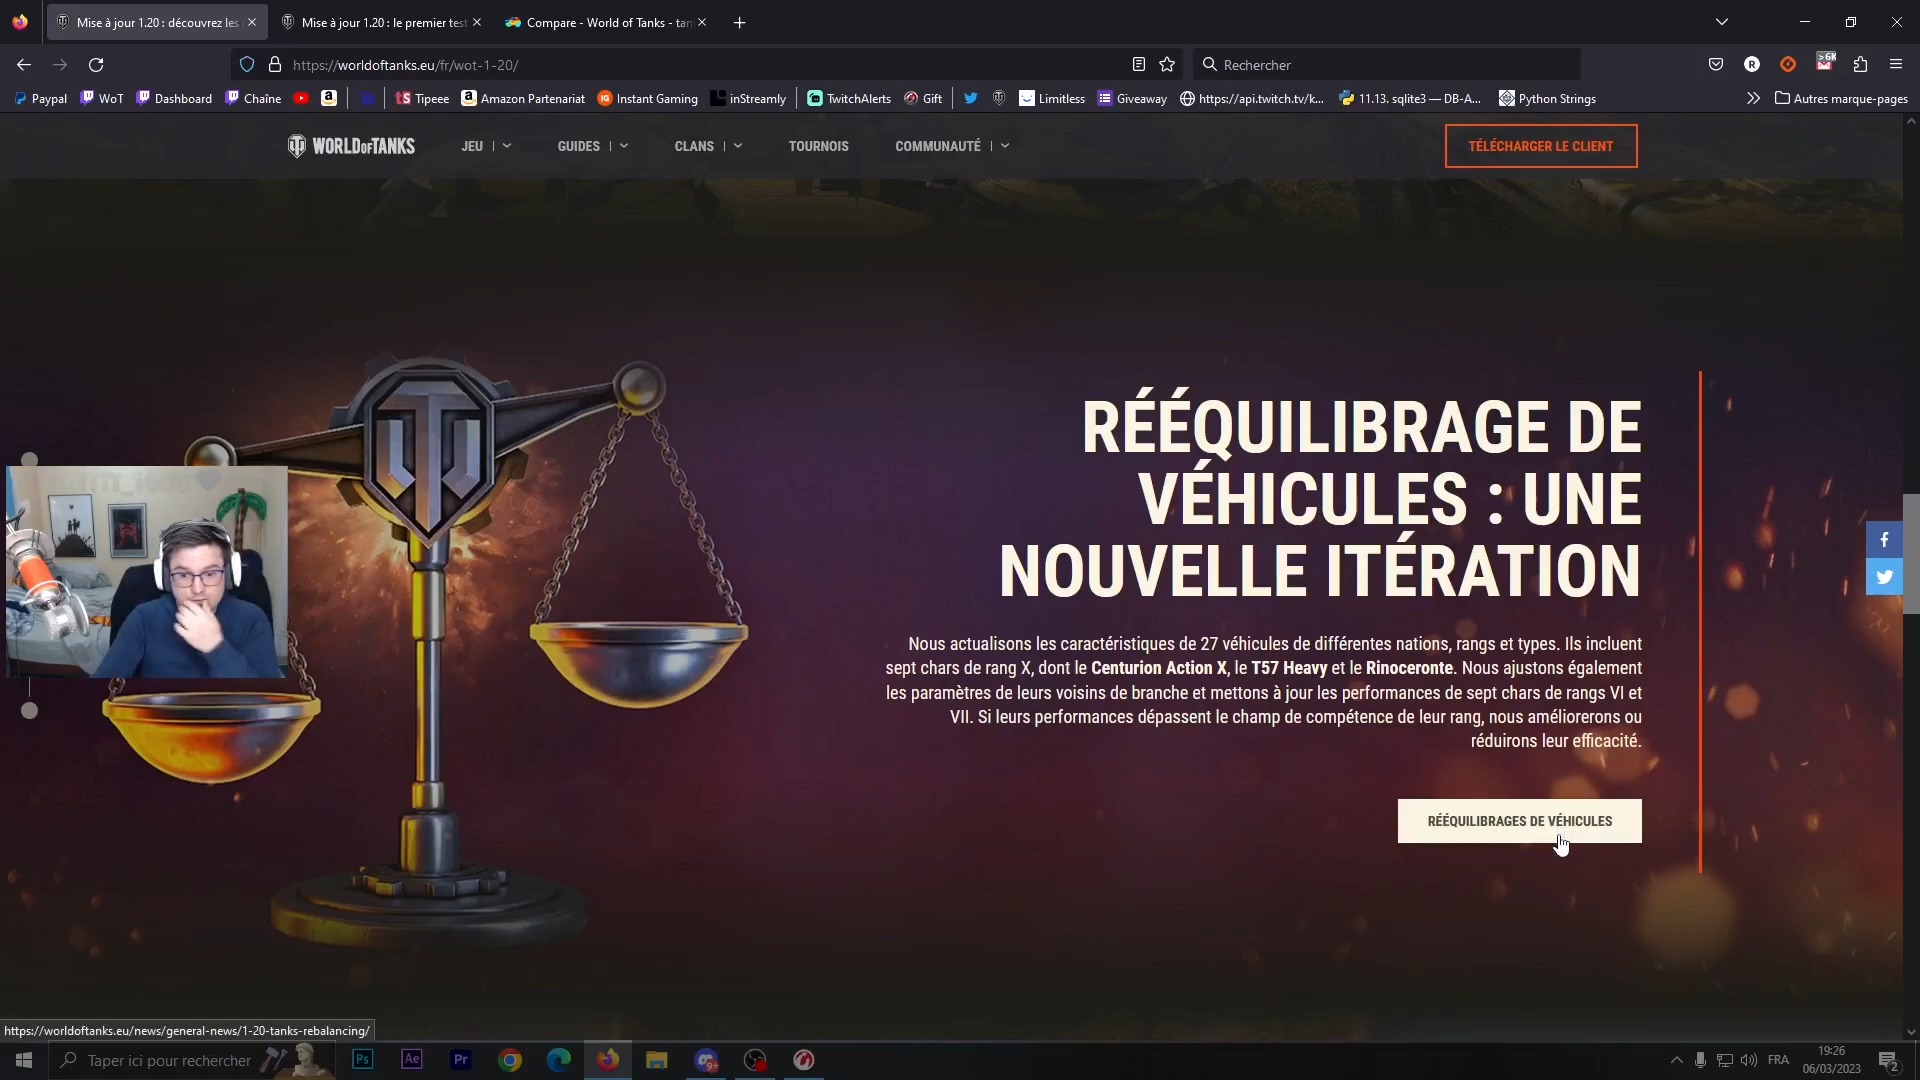 Mise à jour 1.20 : découvrez les
Mise à jour 1.20 : le premier test
Compare - World of Tanks - tan
https://worldoftanks.eu/fr/wot-1-20/
Rechercher
>6K
Paypal
WoT
Dashboard
Chaîne
Tipeee
Amazon Partenariat
Instant Gaming
inStreamly
TwitchAlerts
Gift
Limitless
Giveaway
https://api.twitch.tv/k...
11.13. sqlite3 — DB-A...
Python Strings
Autres marque-pages
WORLD OF TANKS
JEU
GUIDES
CLANS
TOURNOIS
COMMUNAUTÉ
TÉLÉCHARGER LE CLIENT
RÉÉQUILIBRAGE DE
VÉHICULES : UNE
NOUVELLE ITÉRATION
Nous actualisons les caractéristiques de 27 véhicules de différentes nations, rangs et types. Ils incluent
sept chars de rang X, dont le Centurion Action X, le T57 Heavy et le Rinoceronte. Nous ajustons également
les paramètres de leurs voisins de branche et mettons à jour les performances de sept chars de rangs VI et
VII. Si leurs performances dépassent le champ de compétence de leur rang, nous améliorerons ou
réduirons leur efficacité.
RÉÉQUILIBRAGES DE VÉHICULES
https://worldoftanks.eu/news/general-news/1-20-tanks-rebalancing/
Taper ici pour rechercher
Ps
Ae
Pr
9+
FRA
19:26
06/03/2023
2